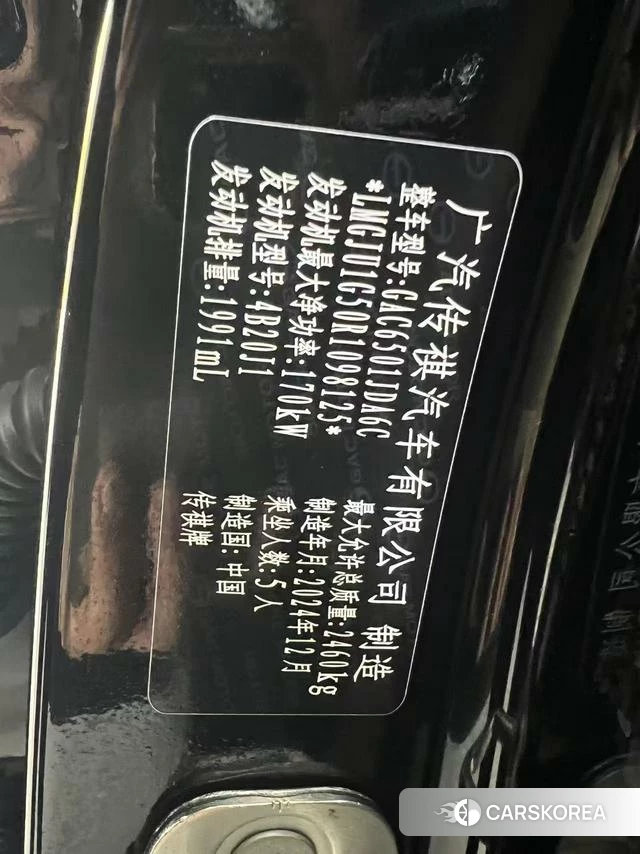 广汽传祺汽车有限公司 制造
整车型号:GAC6501JDA6C
最大允许总质量:2460kg
*LMGJU1G50R1098125*
制造年月:2024年12月
发动机最大净功率:170kW
乘坐人数:5人
发动机型号:4B20J1
制造国:中国
发动机排量:1991mL
传祺牌
CARSKOREA